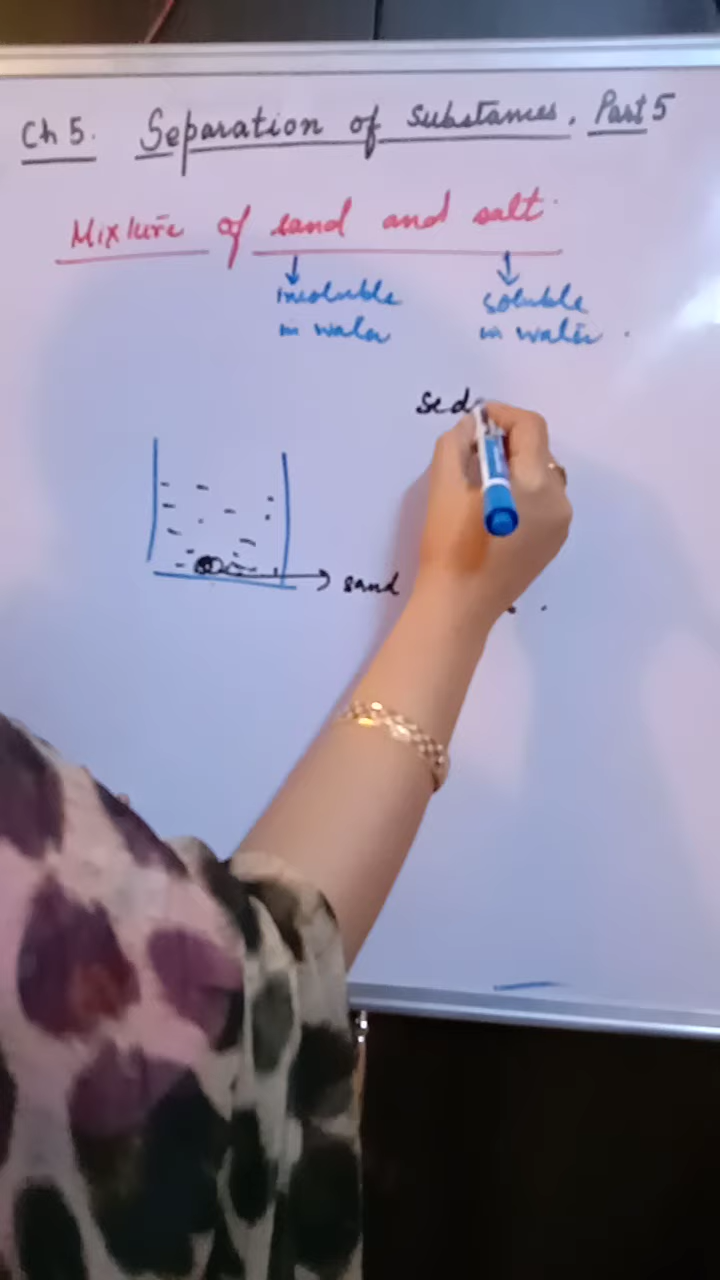 Ch 5. Separation of substances. Part 5
Mixture of sand and salt.
insoluble
in water
soluble
in water.
sed
sand